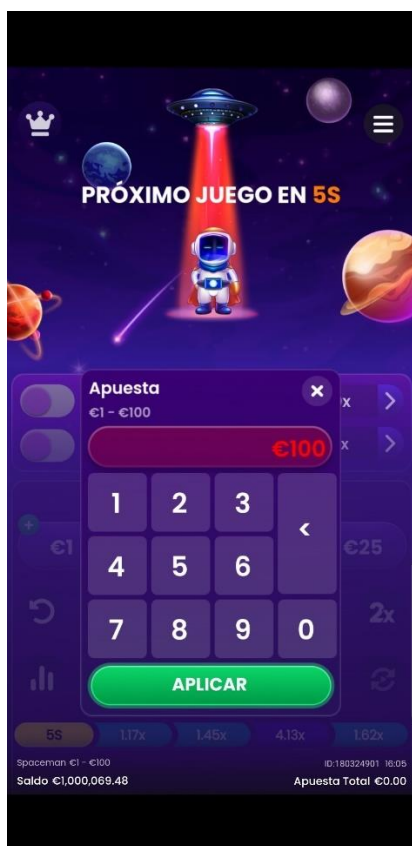 PRÓXIMO JUEGO EN 5S
Apuesta
€1 - €100
x
€100
x
1 2 3 <
4 5 6
7 8 9 0
€1
€25
2x
APLICAR
5S 1.17x 1.45x 4.13x 1.62x
Spaceman €1 - €100
ID:180324901 16:05
Saldo €1,000,069.48
Apuesta Total €0.00